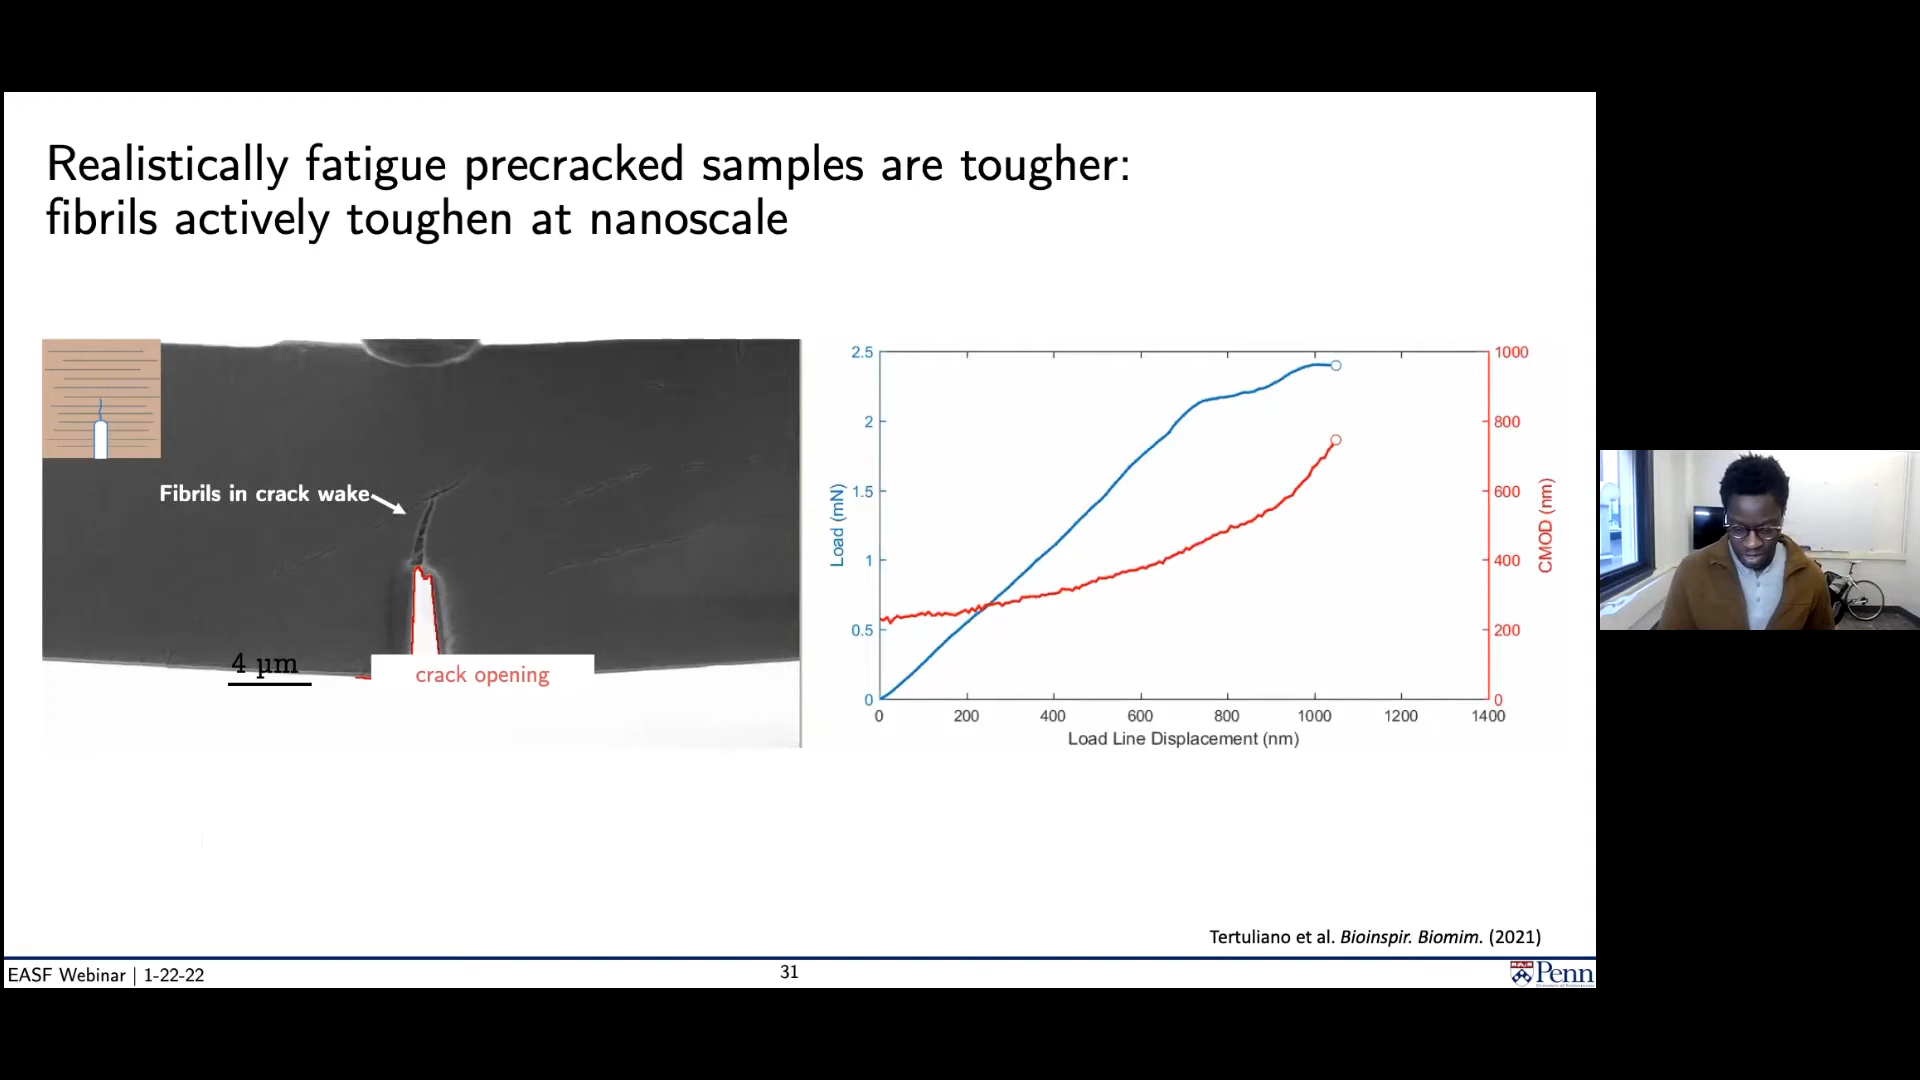 Realistically fatigue precracked samples are tougher:
fibrils actively toughen at nanoscale
Fibrils in crack wake
4 µm
crack opening
2.5
2
1.5
1
0.5
0
Load (mN)
0 200 400 600 800 1000 1200 1400
Load Line Displacement (nm)
1000
800
600
400
200
0
CMOD (nm)
Tertuliano et al. Bioinspir. Biomim. (2021)
EASF Webinar | 1-22-22
31
Penn